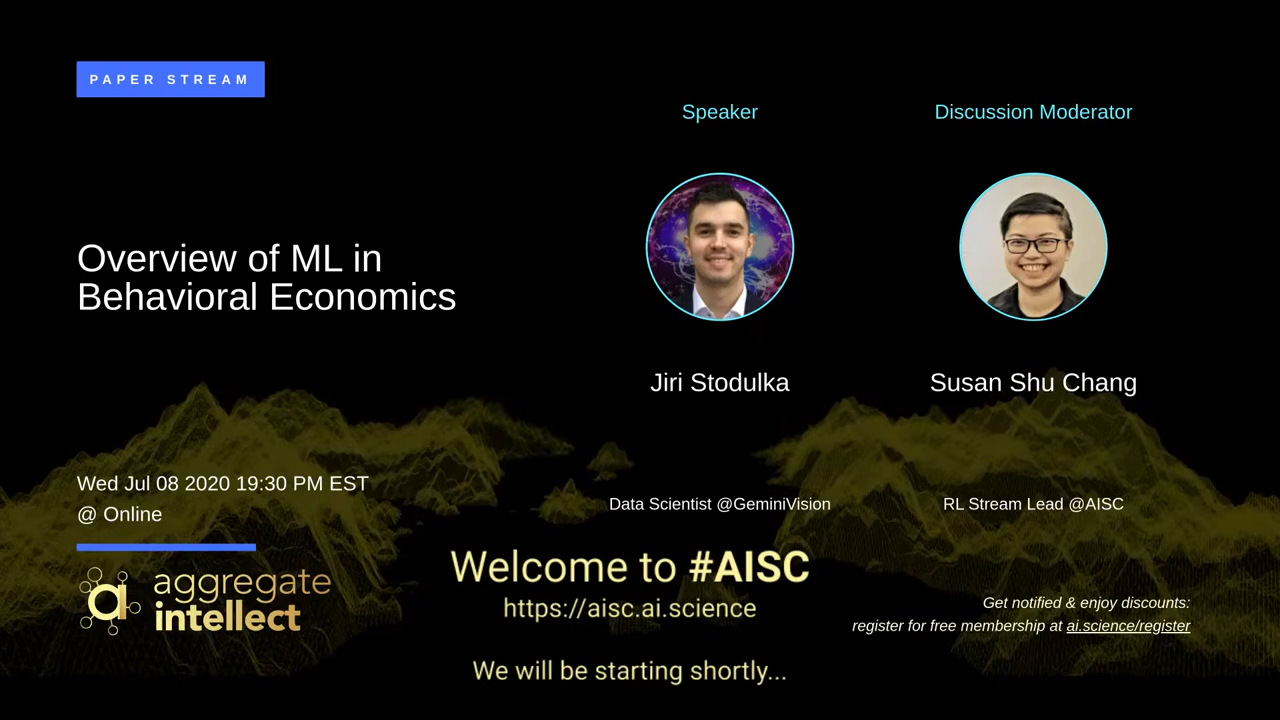 PAPER STREAM
Speaker
Discussion Moderator
Overview of ML in
Behavioral Economics
Jiri Stodulka
Susan Shu Chang
Wed Jul 08 2020 19:30 PM EST
@ Online
Data Scientist @GeminiVision
RL Stream Lead @AISC
aggregate
intellect
Welcome to #AISC
https://aisc.ai.science
We will be starting shortly...
Get notified & enjoy discounts:
register for free membership at ai.science/register